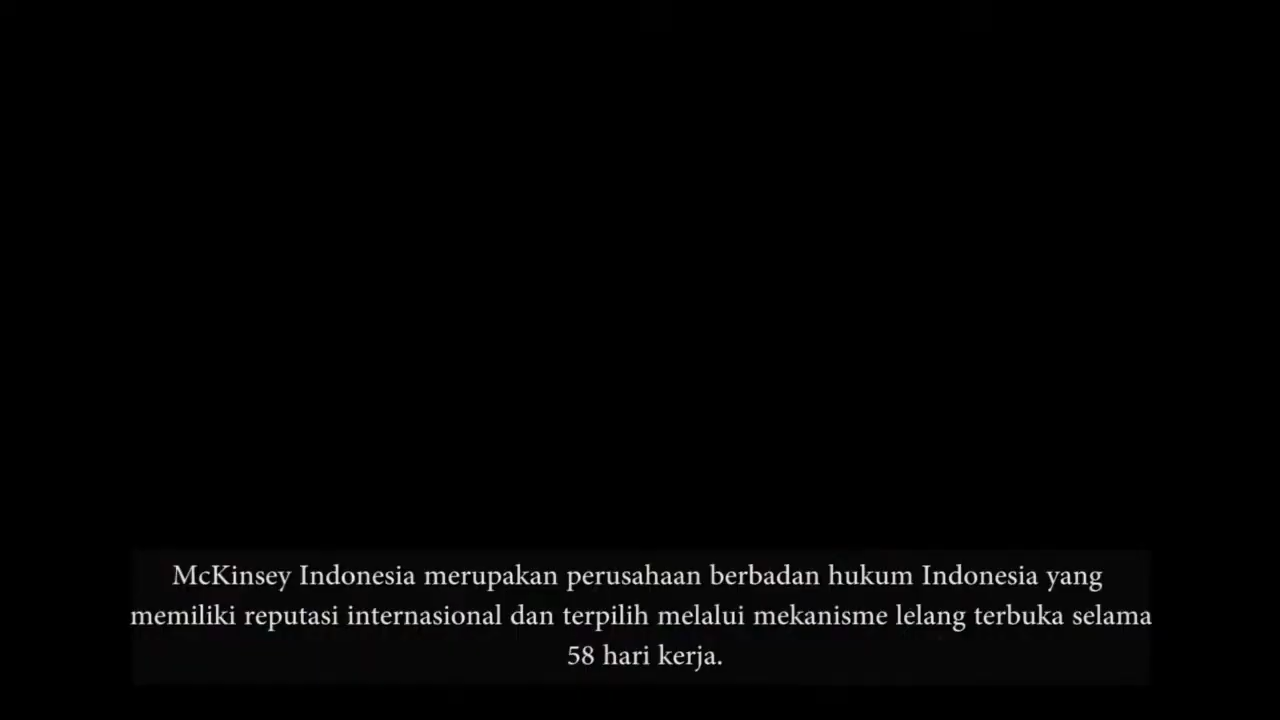 McKinsey Indonesia merupakan perusahaan berbadan hukum Indonesia yang
memiliki reputasi internasional dan terpilih melalui mekanisme lelang terbuka selama
58 hari kerja.